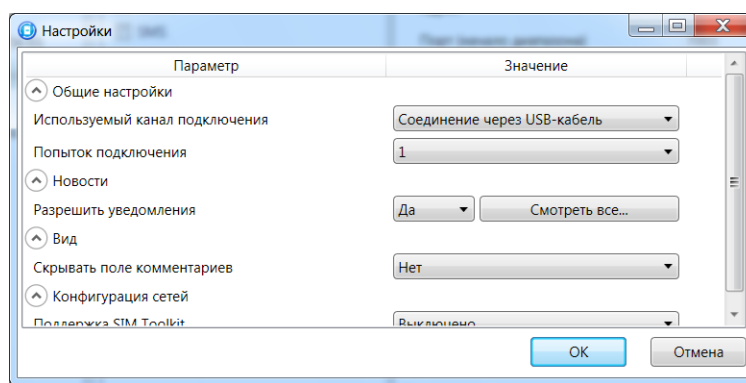 Настройки
Параметр Значение
Общие настройки
Используемый канал подключения Соединение через USB-кабель
Попыток подключения 1
Новости
Разрешить уведомления Да Смотреть все...
Вид
Скрывать поле комментариев Нет
Конфигурация сетей
Поддержка SIM Toolkit Выключено
OK Отмена